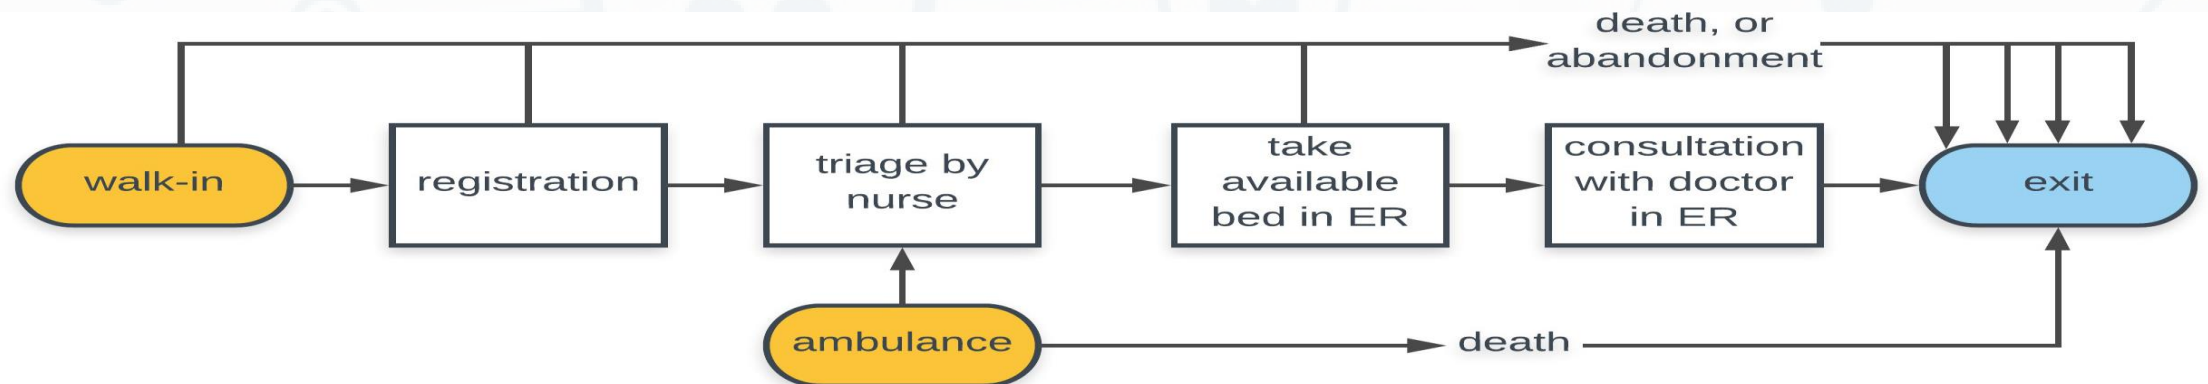 death, or
abandonment
walk-in
registration
triage by
nurse
take
available
bed in ER
consultation
with doctor
in ER
exit
ambulance
death